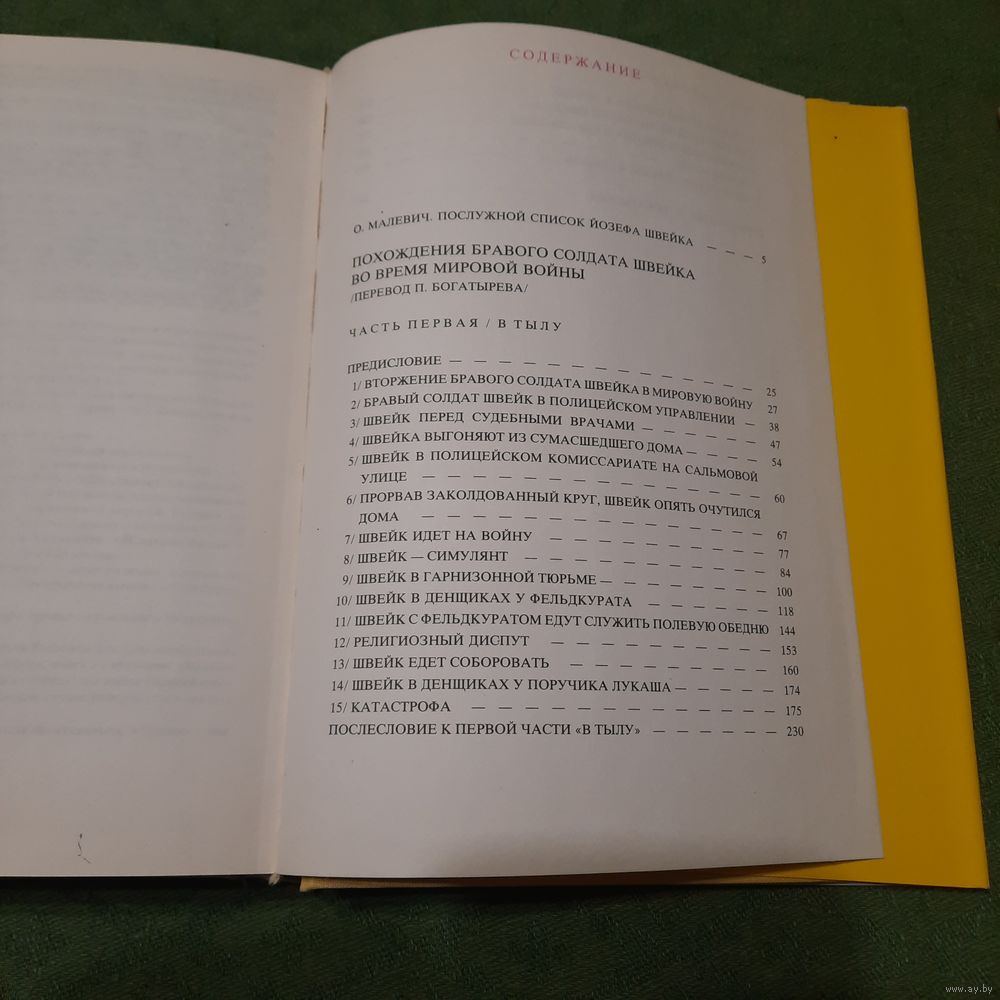 СОДЕРЖАНИЕ
О. МАЛЕВИЧ. ПОСЛУЖНОЙ СПИСОК ЙОЗЕФА ШВЕЙКА — — — 5
ПОХОЖДЕНИЯ БРАВОГО СОЛДАТА ШВЕЙКА
ВО ВРЕМЯ МИРОВОЙ ВОЙНЫ
/ПЕРЕВОД П. БОГАТЫРЕВА/
ЧАСТЬ ПЕРВАЯ / В ТЫЛУ
ПРЕДИСЛОВИЕ — — — — — — — — — — — — — 25
1/ ВТОРЖЕНИЕ БРАВОГО СОЛДАТА ШВЕЙКА В МИРОВУЮ ВОЙНУ 27
2/ БРАВЫЙ СОЛДАТ ШВЕЙК В ПОЛИЦЕЙСКОМ УПРАВЛЕНИИ — 38
3/ ШВЕЙК ПЕРЕД СУДЕБНЫМИ ВРАЧАМИ — — — — — 47
4/ ШВЕЙКА ВЫГОНЯЮТ ИЗ СУМАСШЕДШЕГО ДОМА — — — 54
5/ ШВЕЙК В ПОЛИЦЕЙСКОМ КОМИССАРИАТЕ НА САЛЬМОВОЙ
УЛИЦЕ — — — — — — — — — — — — — — 60
6/ ПРОРВАВ ЗАКОЛДОВАННЫЙ КРУГ, ШВЕЙК ОПЯТЬ ОЧУТИЛСЯ
ДОМА — — — — — — — — — — — — — — 67
7/ ШВЕЙК ИДЕТ НА ВОЙНУ — — — — — — — — — 77
8/ ШВЕЙК — СИМУЛЯНТ — — — — — — — — — — 84
9/ ШВЕЙК В ГАРНИЗОННОЙ ТЮРЬМЕ — — — — — — — 100
10/ ШВЕЙК В ДЕНЩИКАХ У ФЕЛЬДКУРАТА — — — — — 118
11/ ШВЕЙК С ФЕЛЬДКУРАТОМ ЕДУТ СЛУЖИТЬ ПОЛЕВУЮ ОБЕДНЮ 144
12/ РЕЛИГИОЗНЫЙ ДИСПУТ — — — — — — — — — 153
13/ ШВЕЙК ЕДЕТ СОБОРОВАТЬ — — — — — — — — 160
14/ ШВЕЙК В ДЕНЩИКАХ У ПОРУЧИКА ЛУКАША — — — — 174
15/ КАТАСТРОФА — — — — — — — — — — — — 175
ПОСЛЕСЛОВИЕ К ПЕРВОЙ ЧАСТИ «В ТЫЛУ» — — — — — — 230
www.ay.by